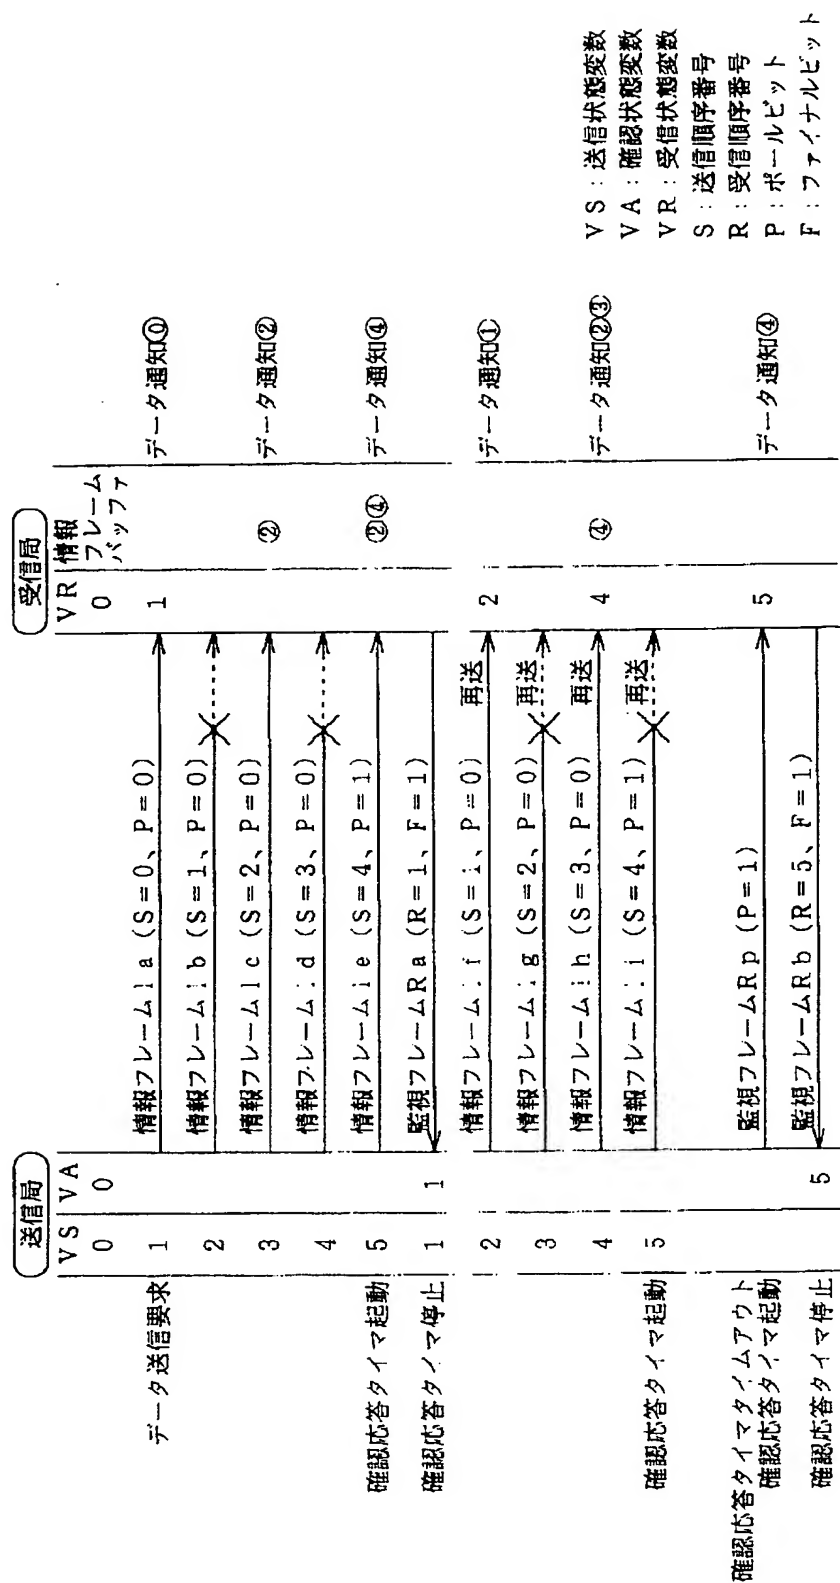 送信局
VS VA
受信局
VR 情報フレームバッファ
0 0
0
データ送信要求 1
情報フレームIa (S=0、P=0)
1
データ通知⓪
2
情報フレームIb (S=1、P=0)
3
情報フレームIc (S=2、P=0)
②
データ通知②
4
情報フレームId (S=3、P=0)
確認応答タイマ起動 5
情報フレームIe (S=4、P=1)
②④
データ通知④
確認応答タイマ停止 1 1
監視フレームRa (R=1、F=1)
2
情報フレームIf (S=1、P=0)
再送
2
データ通知①
3
情報フレームIg (S=2、P=0)
再送
4
情報フレームIh (S=3、P=0)
再送
4
④
データ通知②③
確認応答タイマ起動 5
情報フレームIi (S=4、P=1)
再送
確認応答タイマタイムアウト
確認応答タイマ起動
監視フレームRp (P=1)
5
データ通知④
確認応答タイマ停止 5
監視フレームRb (R=5、F=1)
VS:送信状態変数
VA:確認状態変数
VR:受信状態変数
S:送信順序番号
R:受信順序番号
P:ポールビット
F:ファイナルビット